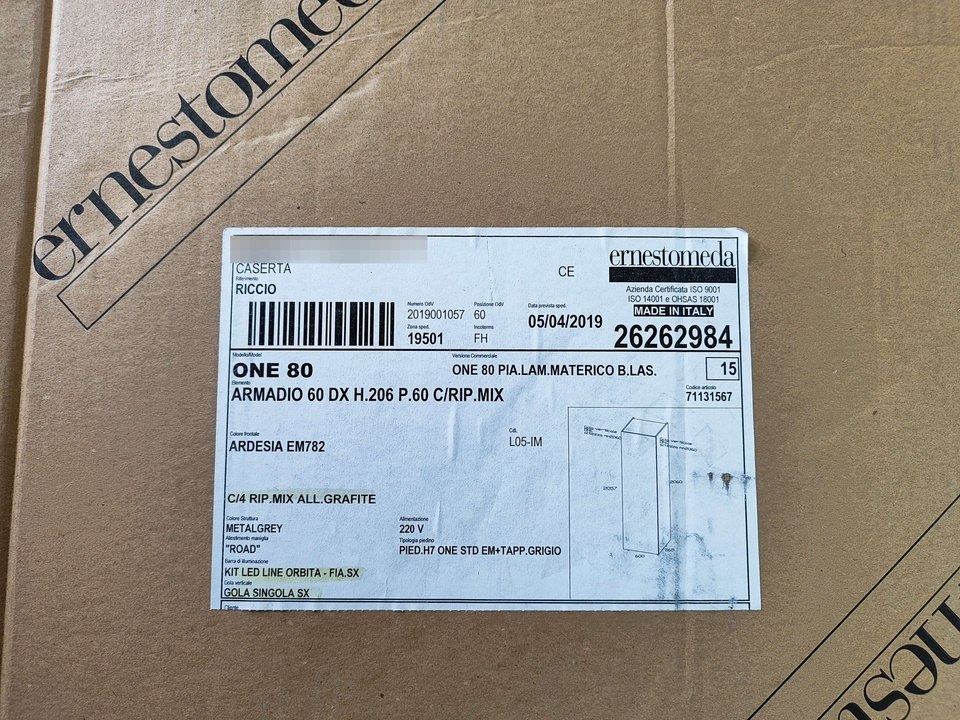 ernestomeda
CASERTA
CE
ernestomeda
Riferimento
RICCIO
Azienda Certificata ISO 9001
ISO 14001 e OHSAS 18001
MADE IN ITALY
Numero OdV
Posizione OdV
Data prevista sped.
2019001057
60
05/04/2019
26262984
Zona sped.
Incoterms
19501
FH
Modello/Model
Versione Commerciale
ONE 80
ONE 80 PIA.LAM.MATERICO B.LAS.
15
Elemento
Codice articolo
ARMADIO 60 DX H.206 P.60 C/RIP.MIX
71131567
Colore frontale
Cdl.
ARDESIA EM782
L05-IM
2057
2060
600
C/4 RIP.MIX ALL.GRAFITE
Colore Struttura
Alimentazione
METALGREY
220 V
Allestimento maniglia
Tipologia piedino
"ROAD"
PIED.H7 ONE STD EM+TAPP.GRIGIO
Barra di illuminazione
KIT LED LINE ORBITA - FIA.SX
Gola verticale
GOLA SINGOLA SX
Cliente